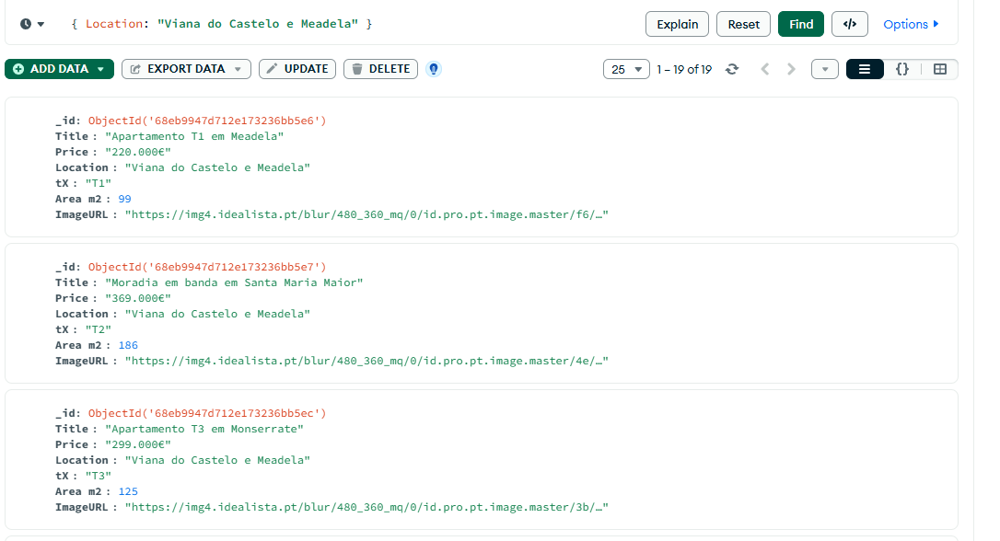 { Location: "Viana do Castelo e Meadela" }
Explain Reset Find </> Options
ADD DATA EXPORT DATA UPDATE DELETE 25 1 – 19 of 19 {}
_id: ObjectId('68eb9947d712e173236bb5e6')
Title : "Apartamento T1 em Meadela"
Price : "220.000€"
Location : "Viana do Castelo e Meadela"
tX : "T1"
Area m2 : 99
ImageURL : "https://img4.idealista.pt/blur/480_360_mq/0/id.pro.pt.image.master/f6/…"
_id: ObjectId('68eb9947d712e173236bb5e7')
Title : "Moradia em banda em Santa Maria Maior"
Price : "369.000€"
Location : "Viana do Castelo e Meadela"
tX : "T2"
Area m2 : 186
ImageURL : "https://img4.idealista.pt/blur/480_360_mq/0/id.pro.pt.image.master/4e/…"
_id: ObjectId('68eb9947d712e173236bb5ec')
Title : "Apartamento T3 em Monserrate"
Price : "299.000€"
Location : "Viana do Castelo e Meadela"
tX : "T3"
Area m2 : 125
ImageURL : "https://img4.idealista.pt/blur/480_360_mq/0/id.pro.pt.image.master/3b/…"